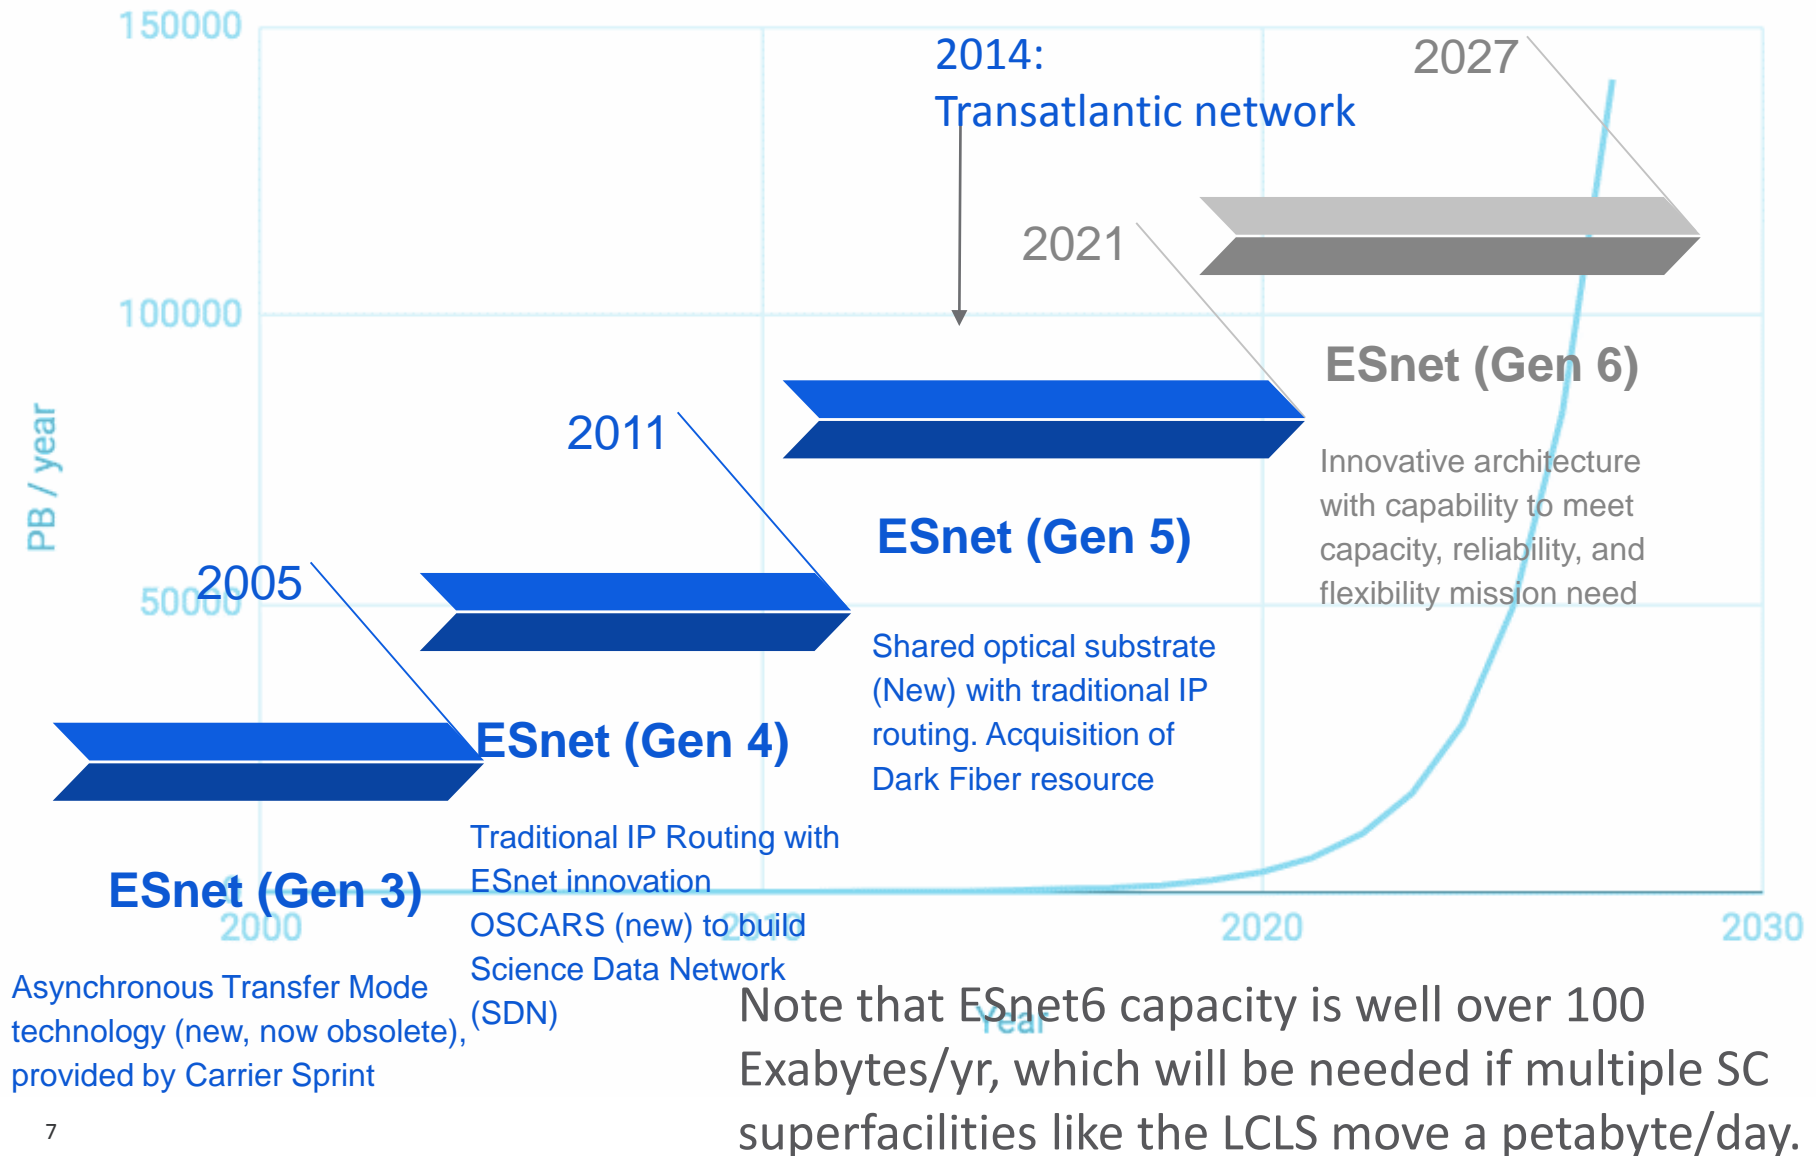 150000
100000
50000
0
PB / year
2000
2010
2020
2030
Year
2014:
Transatlantic network
2027
2021
2011
2005
ESnet (Gen 6)
Innovative architecture
with capability to meet
capacity, reliability, and
flexibility mission need
ESnet (Gen 5)
Shared optical substrate
(New) with traditional IP
routing. Acquisition of
Dark Fiber resource
ESnet (Gen 4)
Traditional IP Routing with
ESnet innovation
OSCARS (new) to build
Science Data Network
(SDN)
ESnet (Gen 3)
Asynchronous Transfer Mode
technology (new, now obsolete),
provided by Carrier Sprint
Note that ESnet6 capacity is well over 100
Exabytes/yr, which will be needed if multiple SC
superfacilities like the LCLS move a petabyte/day.
7